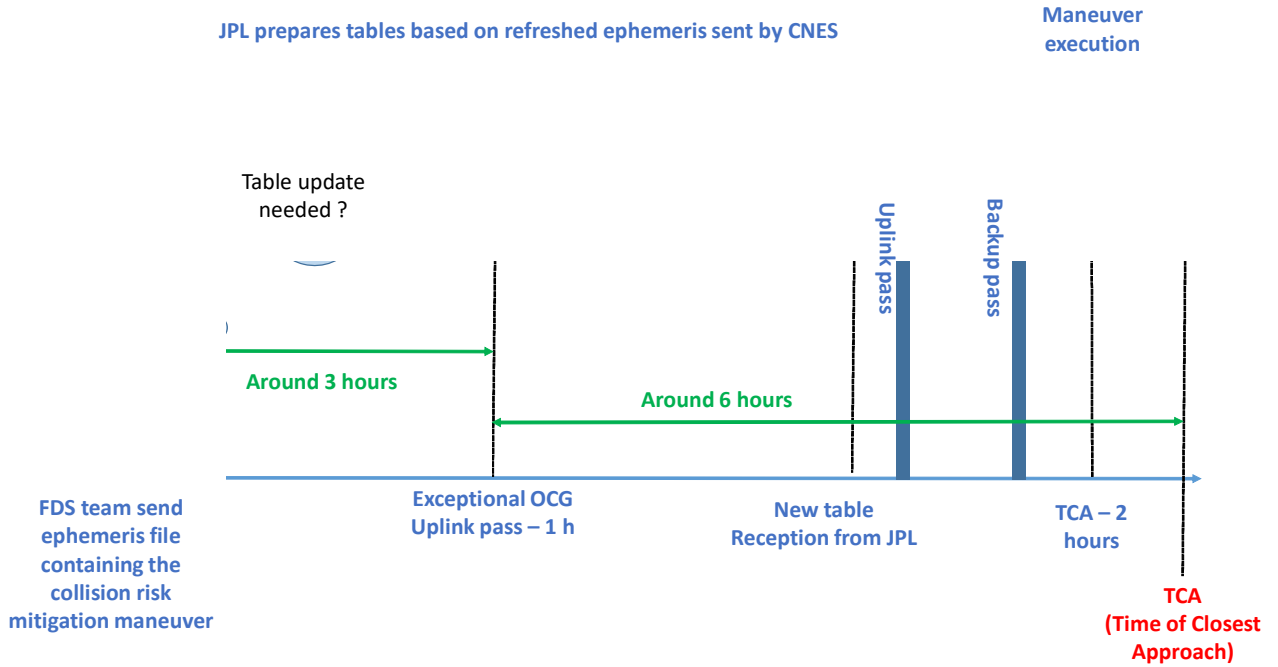 JPL prepares tables based on refreshed ephemeris sent by CNES
Maneuver
execution
Table update
needed ?
Uplink pass
Backup pass
Around 3 hours
Around 6 hours
FDS team send
ephemeris file
containing the
collision risk
mitigation maneuver
Exceptional OCG
Uplink pass – 1 h
New table
Reception from JPL
TCA – 2
hours
TCA
(Time of Closest
Approach)